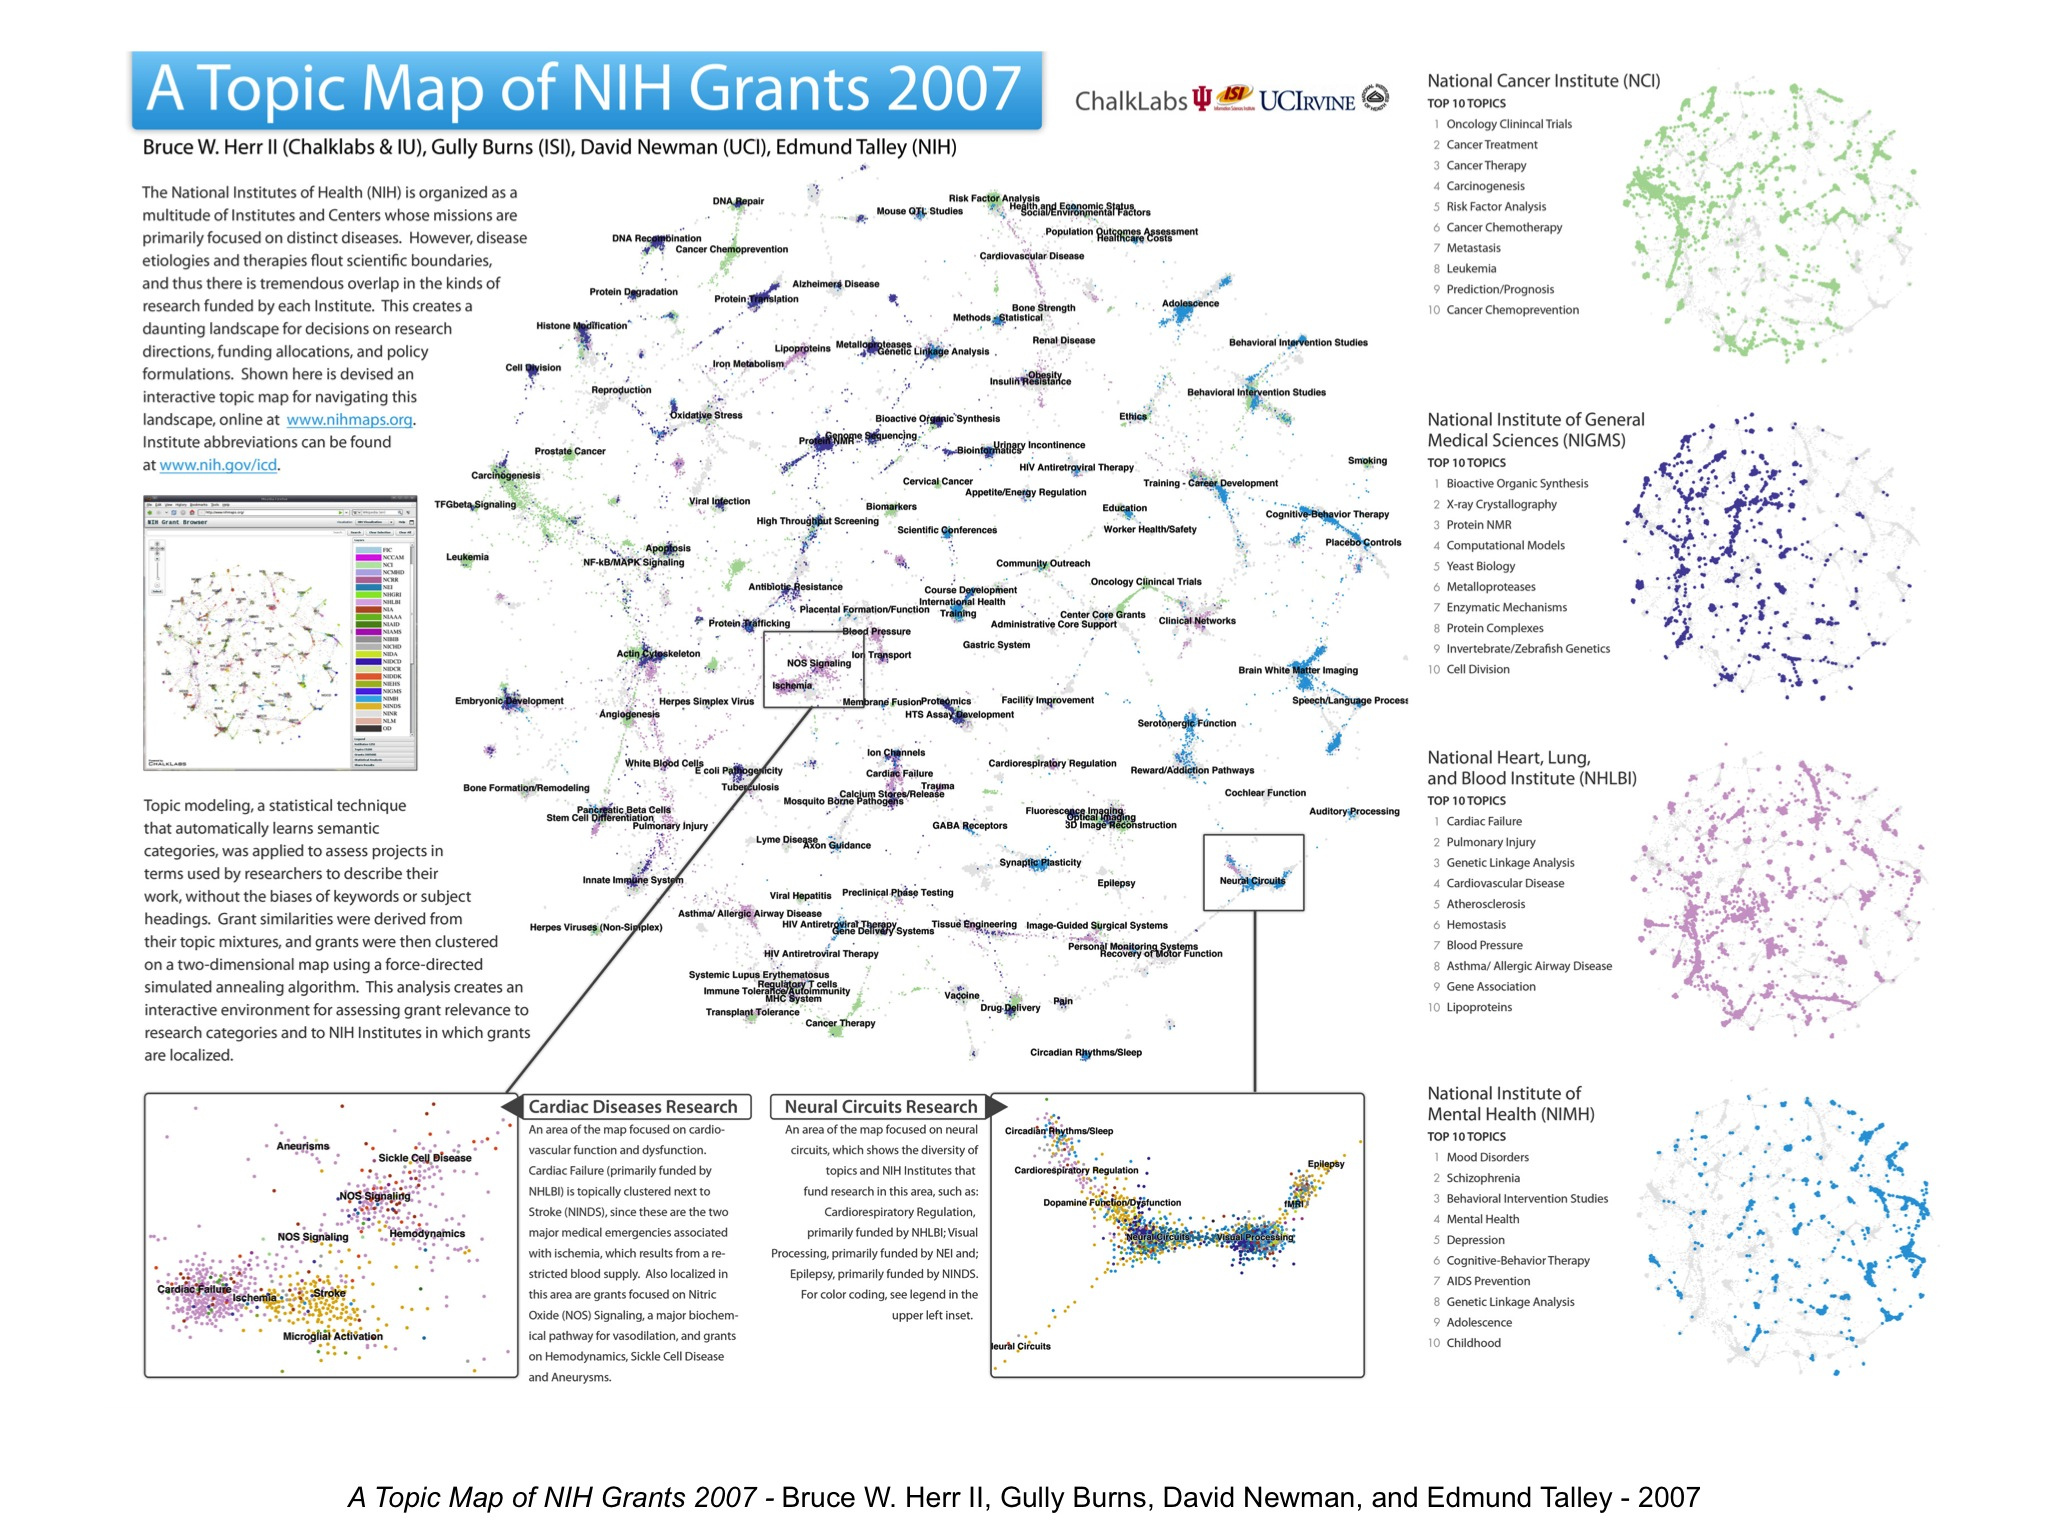 A Topic Map of NIH Grants 2007
ChalkLabs
ISI
UCIRVINE
Bruce W. Herr II (Chalklabs & IU), Gully Burns (ISI), David Newman (UCI), Edmund Talley (NIH)
The National Institutes of Health (NIH) is organized as a
multitude of Institutes and Centers whose missions are
primarily focused on distinct diseases. However, disease
etiologies and therapies flout scientific boundaries,
and thus there is tremendous overlap in the kinds of
research funded by each Institute. This creates a
daunting landscape for decisions on research
directions, funding allocations, and policy
formulations. Shown here is devised an
interactive topic map for navigating this
landscape, online at www.nihmaps.org.
Institute abbreviations can be found
at www.nih.gov/icd.
NIH Grant Browser
FIC
NCCAM
NCI
NCMHD
NCRR
NEI
NHGRI
NHLBI
NIA
NIAAA
NIAID
NIAMS
NIBIB
NICHD
NIDA
NIDCD
NIDCR
NIDDK
NIEHS
NIGMS
NIMH
NINDS
NINR
NLM
OD
CHALKLABS
Topic modeling, a statistical technique
that automatically learns semantic
categories, was applied to assess projects in
terms used by researchers to describe their
work, without the biases of keywords or subject
headings. Grant similarities were derived from
their topic mixtures, and grants were then clustered
on a two-dimensional map using a force-directed
simulated annealing algorithm. This analysis creates an
interactive environment for assessing grant relevance to
research categories and to NIH Institutes in which grants
are localized.
DNA Repair
Risk Factor Analysis
Health and Economic Status
Mouse QTL Studies
Social/Environmental Factors
Population Outcomes Assessment
DNA Recombination
Healthcare Costs
Cancer Chemoprevention
Cardiovascular Disease
Alzheimers Disease
Protein Degradation
Protein Translation
Adolescence
Bone Strength
Methods - Statistical
Histone Modification
Renal Disease
Behavioral Intervention Studies
Lipoproteins
Metalloproteases
Genetic Linkage Analysis
Iron Metabolism
Cell Division
Obesity
Insulin Resistance
Reproduction
Behavioral Intervention Studies
Oxidative Stress
Bioactive Organic Synthesis
Ethics
Genome Sequencing
Protein NMR
Urinary Incontinence
Bioinformatics
Prostate Cancer
Smoking
HIV Antiretroviral Therapy
Carcinogenesis
Cervical Cancer
Training - Career Development
Appetite/Energy Regulation
TFGbeta Signaling
Viral Infection
Biomarkers
Education
Cognitive-Behavior Therapy
High Throughput Screening
Scientific Conferences
Worker Health/Safety
Placebo Controls
Apoptosis
Leukemia
NF-kB/MAPK Signaling
Community Outreach
Oncology Clinincal Trials
Antibiotic Resistance
Course Development
International Health
Placental Formation/Function
Training
Center Core Grants
Administrative Core Support
Clinical Networks
Protein Trafficking
Blood Pressure
Gastric System
Actin Cytoskeleton
Ion Transport
NOS Signaling
Brain White Matter Imaging
Ischemia
Embryonic Development
Herpes Simplex Virus
Membrane Fusion
Proteomics
Facility Improvement
Speech/Language Process
Angiogenesis
HTS Assay Development
Serotonergic Function
Ion Channels
White Blood Cells
E coli Pathogenicity
Cardiac Failure
Cardiorespiratory Regulation
Reward/Addiction Pathways
Bone Formation/Remodeling
Tuberculosis
Trauma
Calcium Stores/Release
Cochlear Function
Mosquito Borne Pathogens
Pancreatic Beta Cells
Stem Cell Differentiation
Fluorescence Imaging
Optical Imaging
Auditory Processing
Pulmonary Injury
GABA Receptors
3D Image Reconstruction
Lyme Disease
Axon Guidance
Synaptic Plasticity
Innate Immune System
Epilepsy
Neural Circuits
Viral Hepatitis
Preclinical Phase Testing
Asthma/ Allergic Airway Disease
Herpes Viruses (Non-Simplex)
HIV Antiretroviral Therapy
Gene Delivery Systems
Tissue Engineering
Image-Guided Surgical Systems
HIV Antiretroviral Therapy
Personal Monitoring Systems
Recovery of Motor Function
Systemic Lupus Erythematosus
Regulatory T cells
Immune Tolerance/Autoimmunity
MHC System
Vaccine
Pain
Transplant Tolerance
Drug Delivery
Cancer Therapy
Circadian Rhythms/Sleep
Aneurisms
Sickle Cell Disease
NOS Signaling
NOS Signaling
Hemodynamics
Cardiac Failure
Ischemia
Stroke
Microglial Activation
Cardiac Diseases Research
An area of the map focused on cardio-
vascular function and dysfunction.
Cardiac Failure (primarily funded by
NHLBI) is topically clustered next to
Stroke (NINDS), since these are the two
major medical emergencies associated
with ischemia, which results from a re-
stricted blood supply. Also localized in
this area are grants focused on Nitric
Oxide (NOS) Signaling, a major biochem-
ical pathway for vasodilation, and grants
on Hemodynamics, Sickle Cell Disease
and Aneurysms.
Neural Circuits Research
An area of the map focused on neural
circuits, which shows the diversity of
topics and NIH Institutes that
fund research in this area, such as:
Cardiorespiratory Regulation,
primarily funded by NHLBI; Visual
Processing, primarily funded by NEI and;
Epilepsy, primarily funded by NINDS.
For color coding, see legend in the
upper left inset.
Circadian Rhythms/Sleep
Cardiorespiratory Regulation
Epilepsy
Dopamine Function/Dysfunction
fMRI
Neural Circuits
Visual Processing
leural Circuits
National Cancer Institute (NCI)
TOP 10 TOPICS
1 Oncology Clinincal Trials
2 Cancer Treatment
3 Cancer Therapy
4 Carcinogenesis
5 Risk Factor Analysis
6 Cancer Chemotherapy
7 Metastasis
8 Leukemia
9 Prediction/Prognosis
10 Cancer Chemoprevention
National Institute of General
Medical Sciences (NIGMS)
TOP 10 TOPICS
1 Bioactive Organic Synthesis
2 X-ray Crystallography
3 Protein NMR
4 Computational Models
5 Yeast Biology
6 Metalloproteases
7 Enzymatic Mechanisms
8 Protein Complexes
9 Invertebrate/Zebrafish Genetics
10 Cell Division
National Heart, Lung,
and Blood Institute (NHLBI)
TOP 10 TOPICS
1 Cardiac Failure
2 Pulmonary Injury
3 Genetic Linkage Analysis
4 Cardiovascular Disease
5 Atherosclerosis
6 Hemostasis
7 Blood Pressure
8 Asthma/ Allergic Airway Disease
9 Gene Association
10 Lipoproteins
National Institute of
Mental Health (NIMH)
TOP 10 TOPICS
1 Mood Disorders
2 Schizophrenia
3 Behavioral Intervention Studies
4 Mental Health
5 Depression
6 Cognitive-Behavior Therapy
7 AIDS Prevention
8 Genetic Linkage Analysis
9 Adolescence
10 Childhood
A Topic Map of NIH Grants 2007 - Bruce W. Herr II, Gully Burns, David Newman, and Edmund Talley - 2007